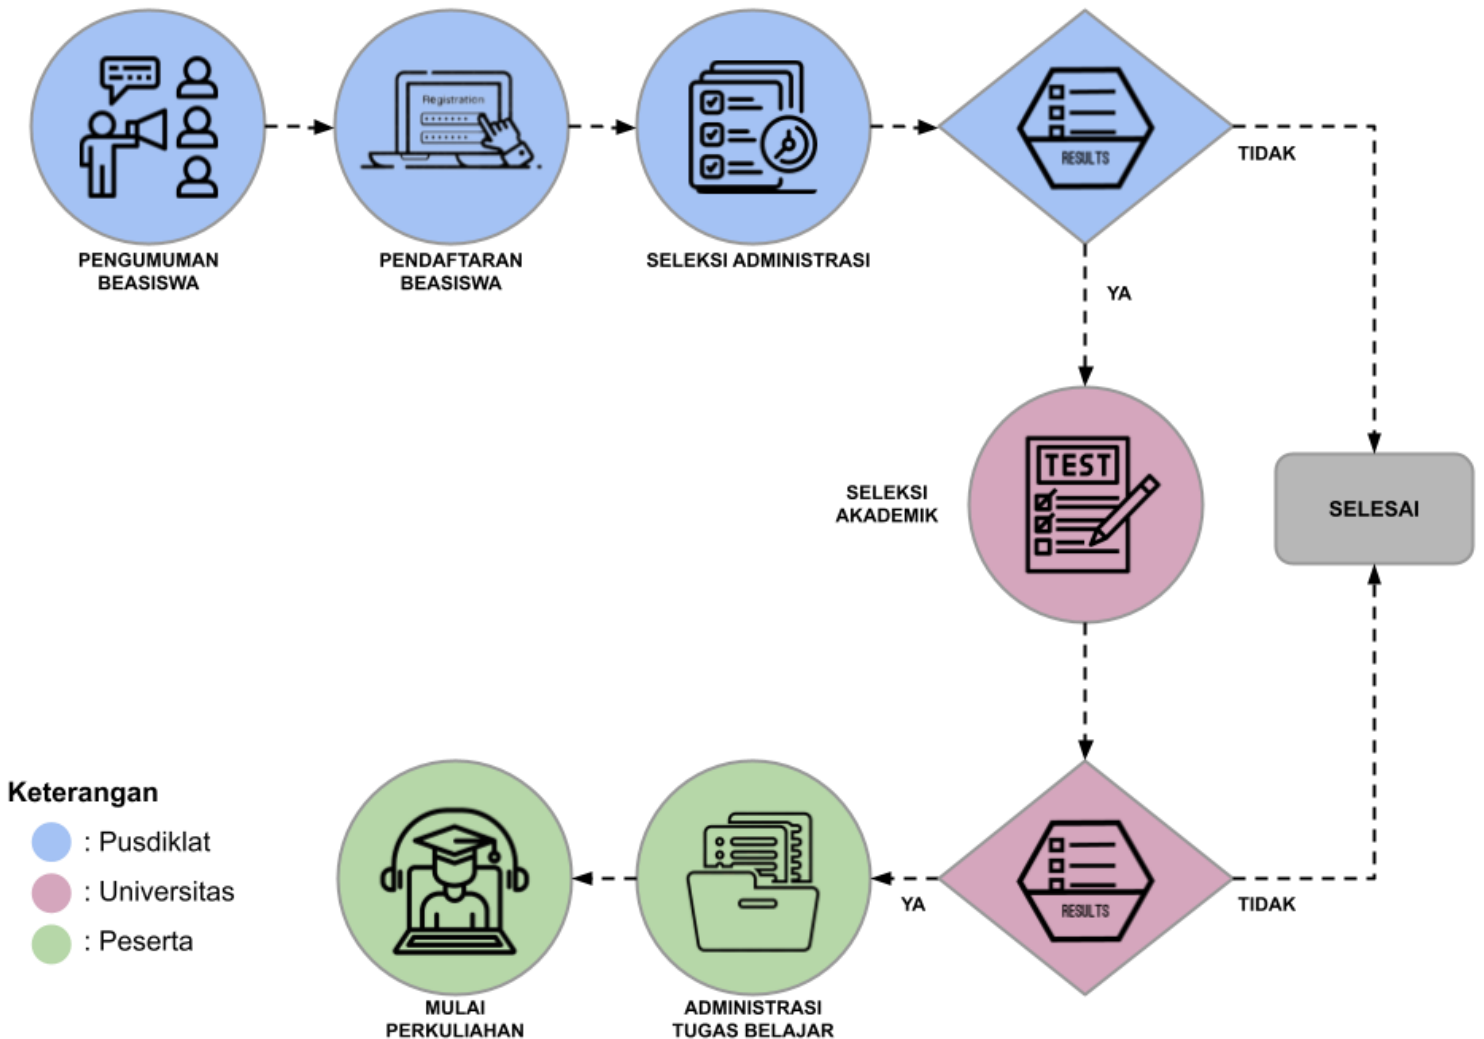 Registration
RESULTS
TIDAK
PENGUMUMAN
BEASISWA
PENDAFTARAN
BEASISWA
SELEKSI ADMINISTRASI
YA
TEST
SELEKSI
AKADEMIK
SELESAI
Keterangan
: Pusdiklat
: Universitas
: Peserta
RESULTS
YA
TIDAK
MULAI
PERKULIAHAN
ADMINISTRASI
TUGAS BELAJAR